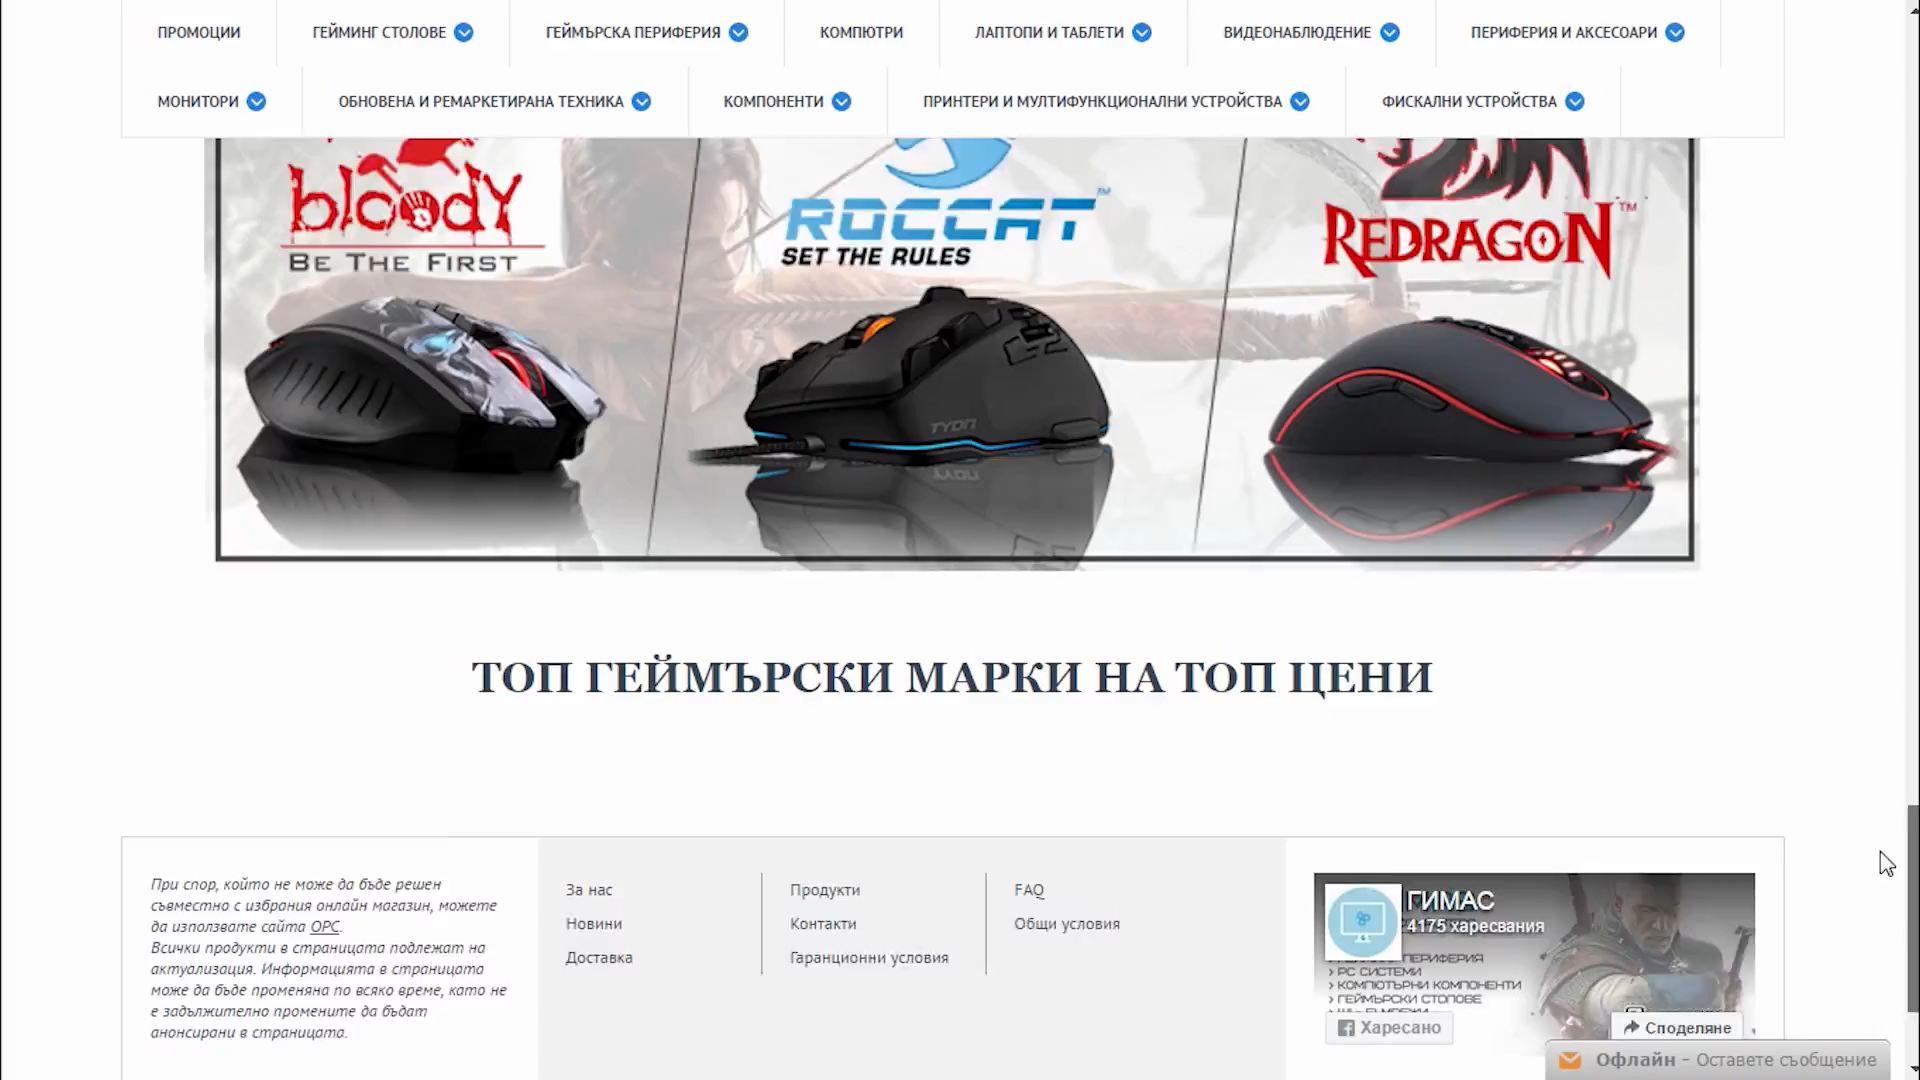 ПРОМОЦИИ
ГЕЙМИНГ СТОЛОВЕ
ГЕЙМЪРСКА ПЕРИФЕРИЯ
КОМПЮТРИ
ЛАПТОПИ И ТАБЛЕТИ
ВИДЕОНАБЛЮДЕНИЕ
ПЕРИФЕРИЯ И АКСЕСОАРИ
МОНИТОРИ
ОБНОВЕНА И РЕМАРКЕТИРАНА ТЕХНИКА
КОМПОНЕНТИ
ПРИНТЕРИ И МУЛТИФУНКЦИОНАЛНИ УСТРОЙСТВА
ФИСКАЛНИ УСТРОЙСТВА
bloody
BE THE FIRST
ROCCAT™
SET THE RULES
REDRAGON™
TYON
ТОП ГЕЙМЪРСКИ МАРКИ НА ТОП ЦЕНИ
При спор, който не може да бъде решен
съвместно с избрания онлайн магазин, можете
да използвате сайта ОРС.
Всички продукти в страницата подлежат на
актуализация. Информацията в страницата
може да бъде променяна по всяко време, като не
е задължително промените да бъдат
анонсирани в страницата.
За нас
Новини
Доставка
Продукти
Контакти
Гаранционни условия
FAQ
Общи условия
ГИМАС
4175 харесвания
ПЕРИФЕРИЯ
> PC СИСТЕМИ
> КОМПЮТЪРНИ КОМПОНЕНТИ
> ГЕЙМЪРСКИ СТОЛОВЕ
Харесано
Споделяне
Офлайн - Оставете съобщение